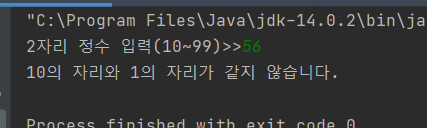 "C:\Program Files\Java\jdk-14.0.2\bin\ja
2자리 정수 입력(10~99)>>56
10의 자리와 1의 자리가 같지 않습니다.
Process finished with exit code 0